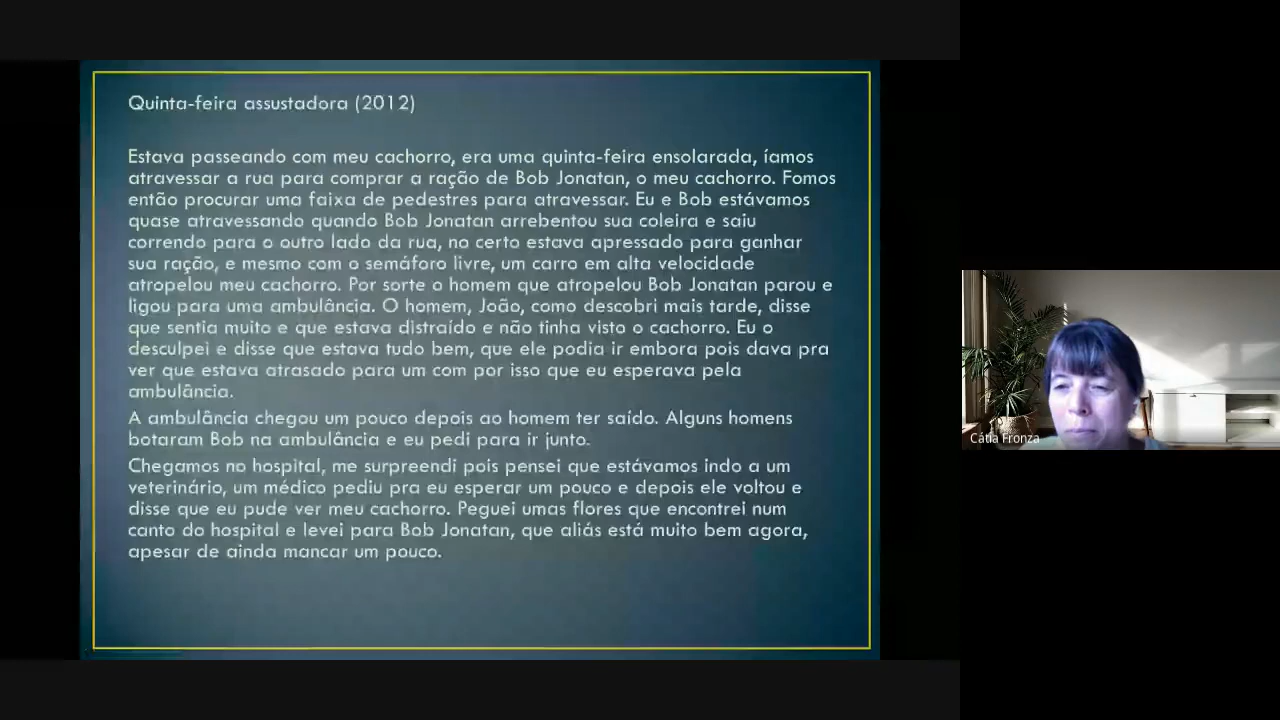 Quinta-feira assustadora (2012)
Estava passeando com meu cachorro, era uma quinta-feira ensolarada, íamos
atravessar a rua para comprar a ração de Bob Jonatan, o meu cachorro. Fomos
então procurar uma faixa de pedestres para atravessar. Eu e Bob estávamos
quase atravessando quando Bob Jonatan arrebentou sua coleira e saiu
correndo para o outro lado da rua, no certo estava apressado para ganhar
sua ração, e mesmo com o semáforo livre, um carro em alta velocidade
atropelou meu cachorro. Por sorte o homem que atropelou Bob Jonatan parou e
ligou para uma ambulância. O homem, João, como descobri mais tarde, disse
que sentia muito e que estava distraído e não tinha visto o cachorro. Eu o
desculpei e disse que estava tudo bem, que ele podia ir embora pois dava pra
ver que estava atrasado para um com por isso que eu esperava pela
ambulância.
A ambulância chegou um pouco depois ao homem ter saído. Alguns homens
botaram Bob na ambulância e eu pedi para ir junto.
Chegamos no hospital, me surpreendi pois pensei que estávamos indo a um
veterinário, um médico pediu pra eu esperar um pouco e depois ele voltou e
disse que eu pude ver meu cachorro. Peguei umas flores que encontrei num
canto do hospital e levei para Bob Jonatan, que aliás está muito bem agora,
apesar de ainda mancar um pouco.
Cátia Fronza